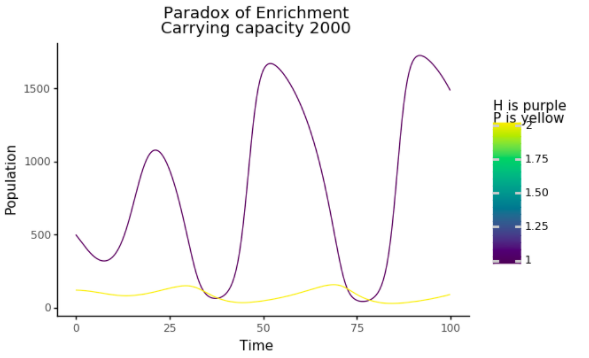 Paradox of Enrichment
Carrying capacity 2000
Population
1500
1000
500
0
0
25
50
75
100
Time
H is purple
P is yellow
2
1.75
1.50
1.25
1